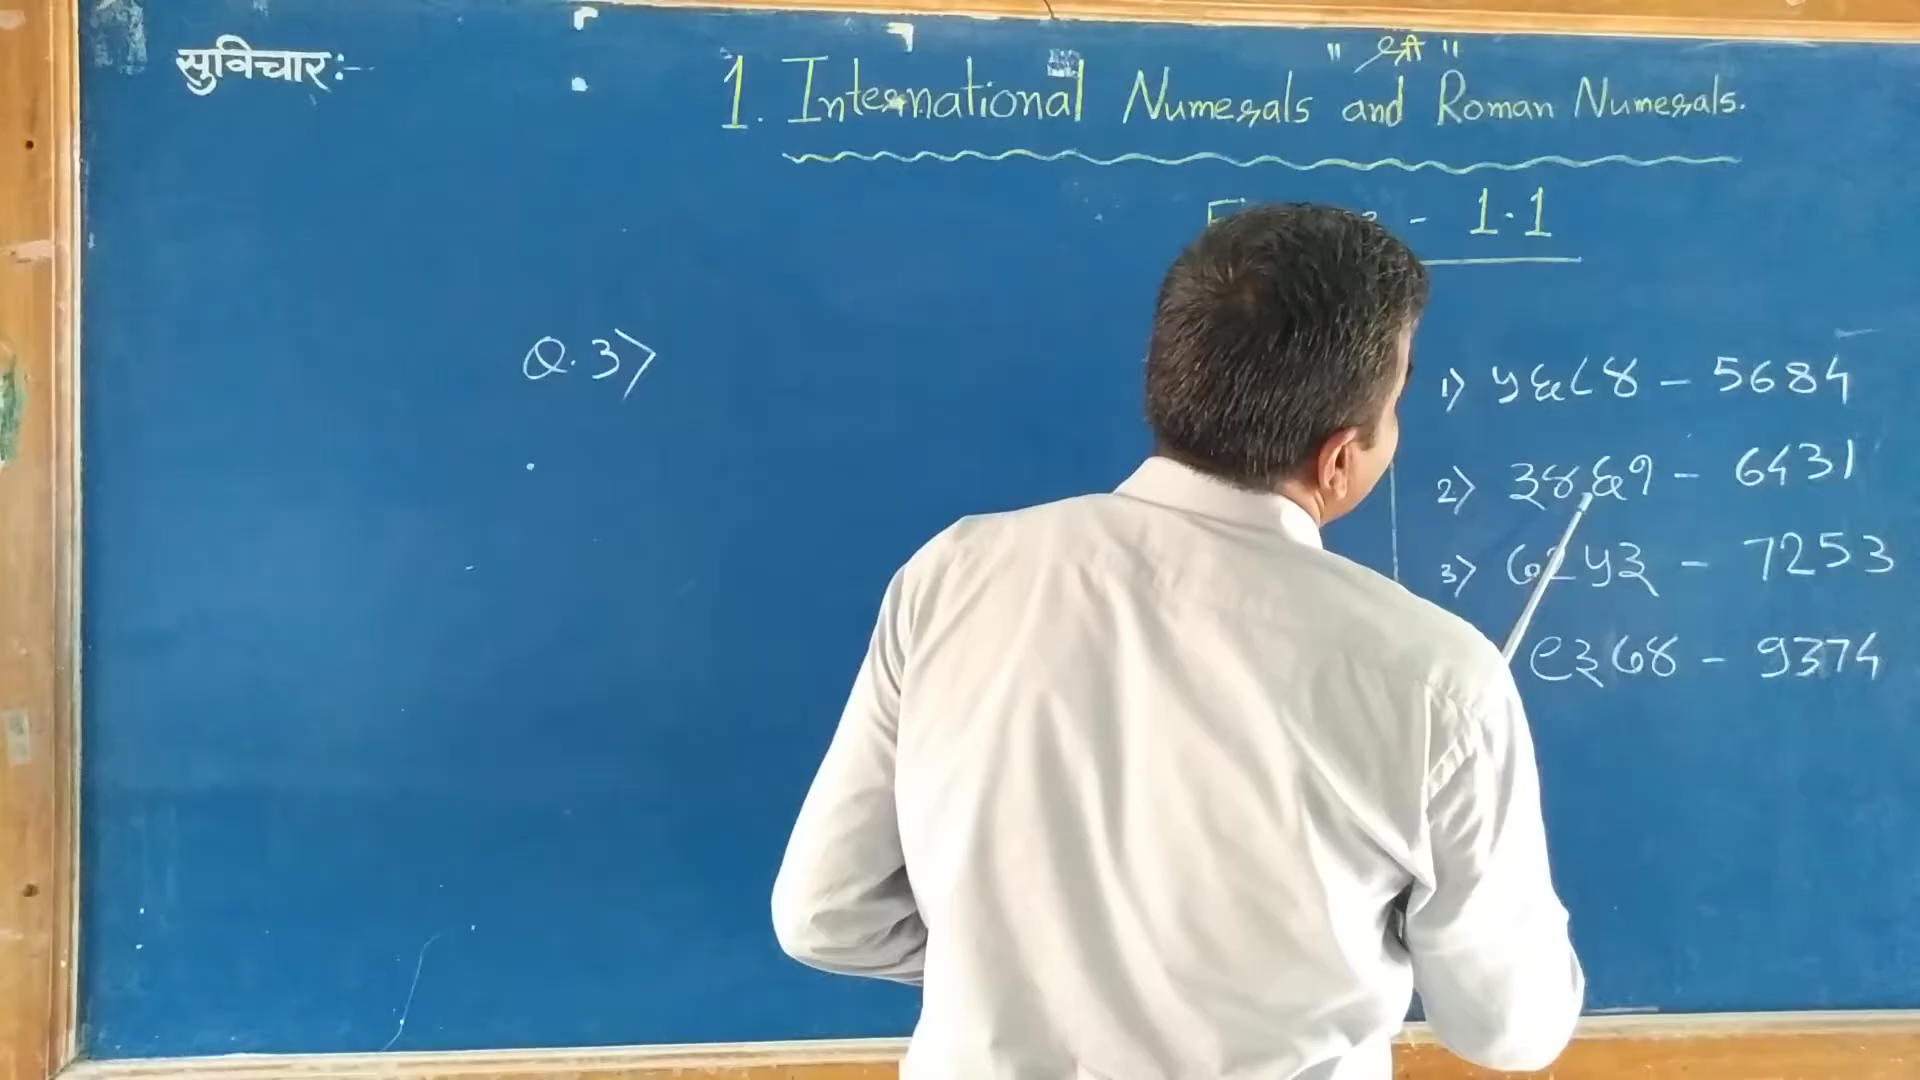 सुविचार:-
" श्री "
1. International Numerals and Roman Numerals.
- 1.1
Q.3>
1) ५६८४ - 5684
2) ३४६१ - 6431
3) ७२५३ - 7253
९३७४ - 9374